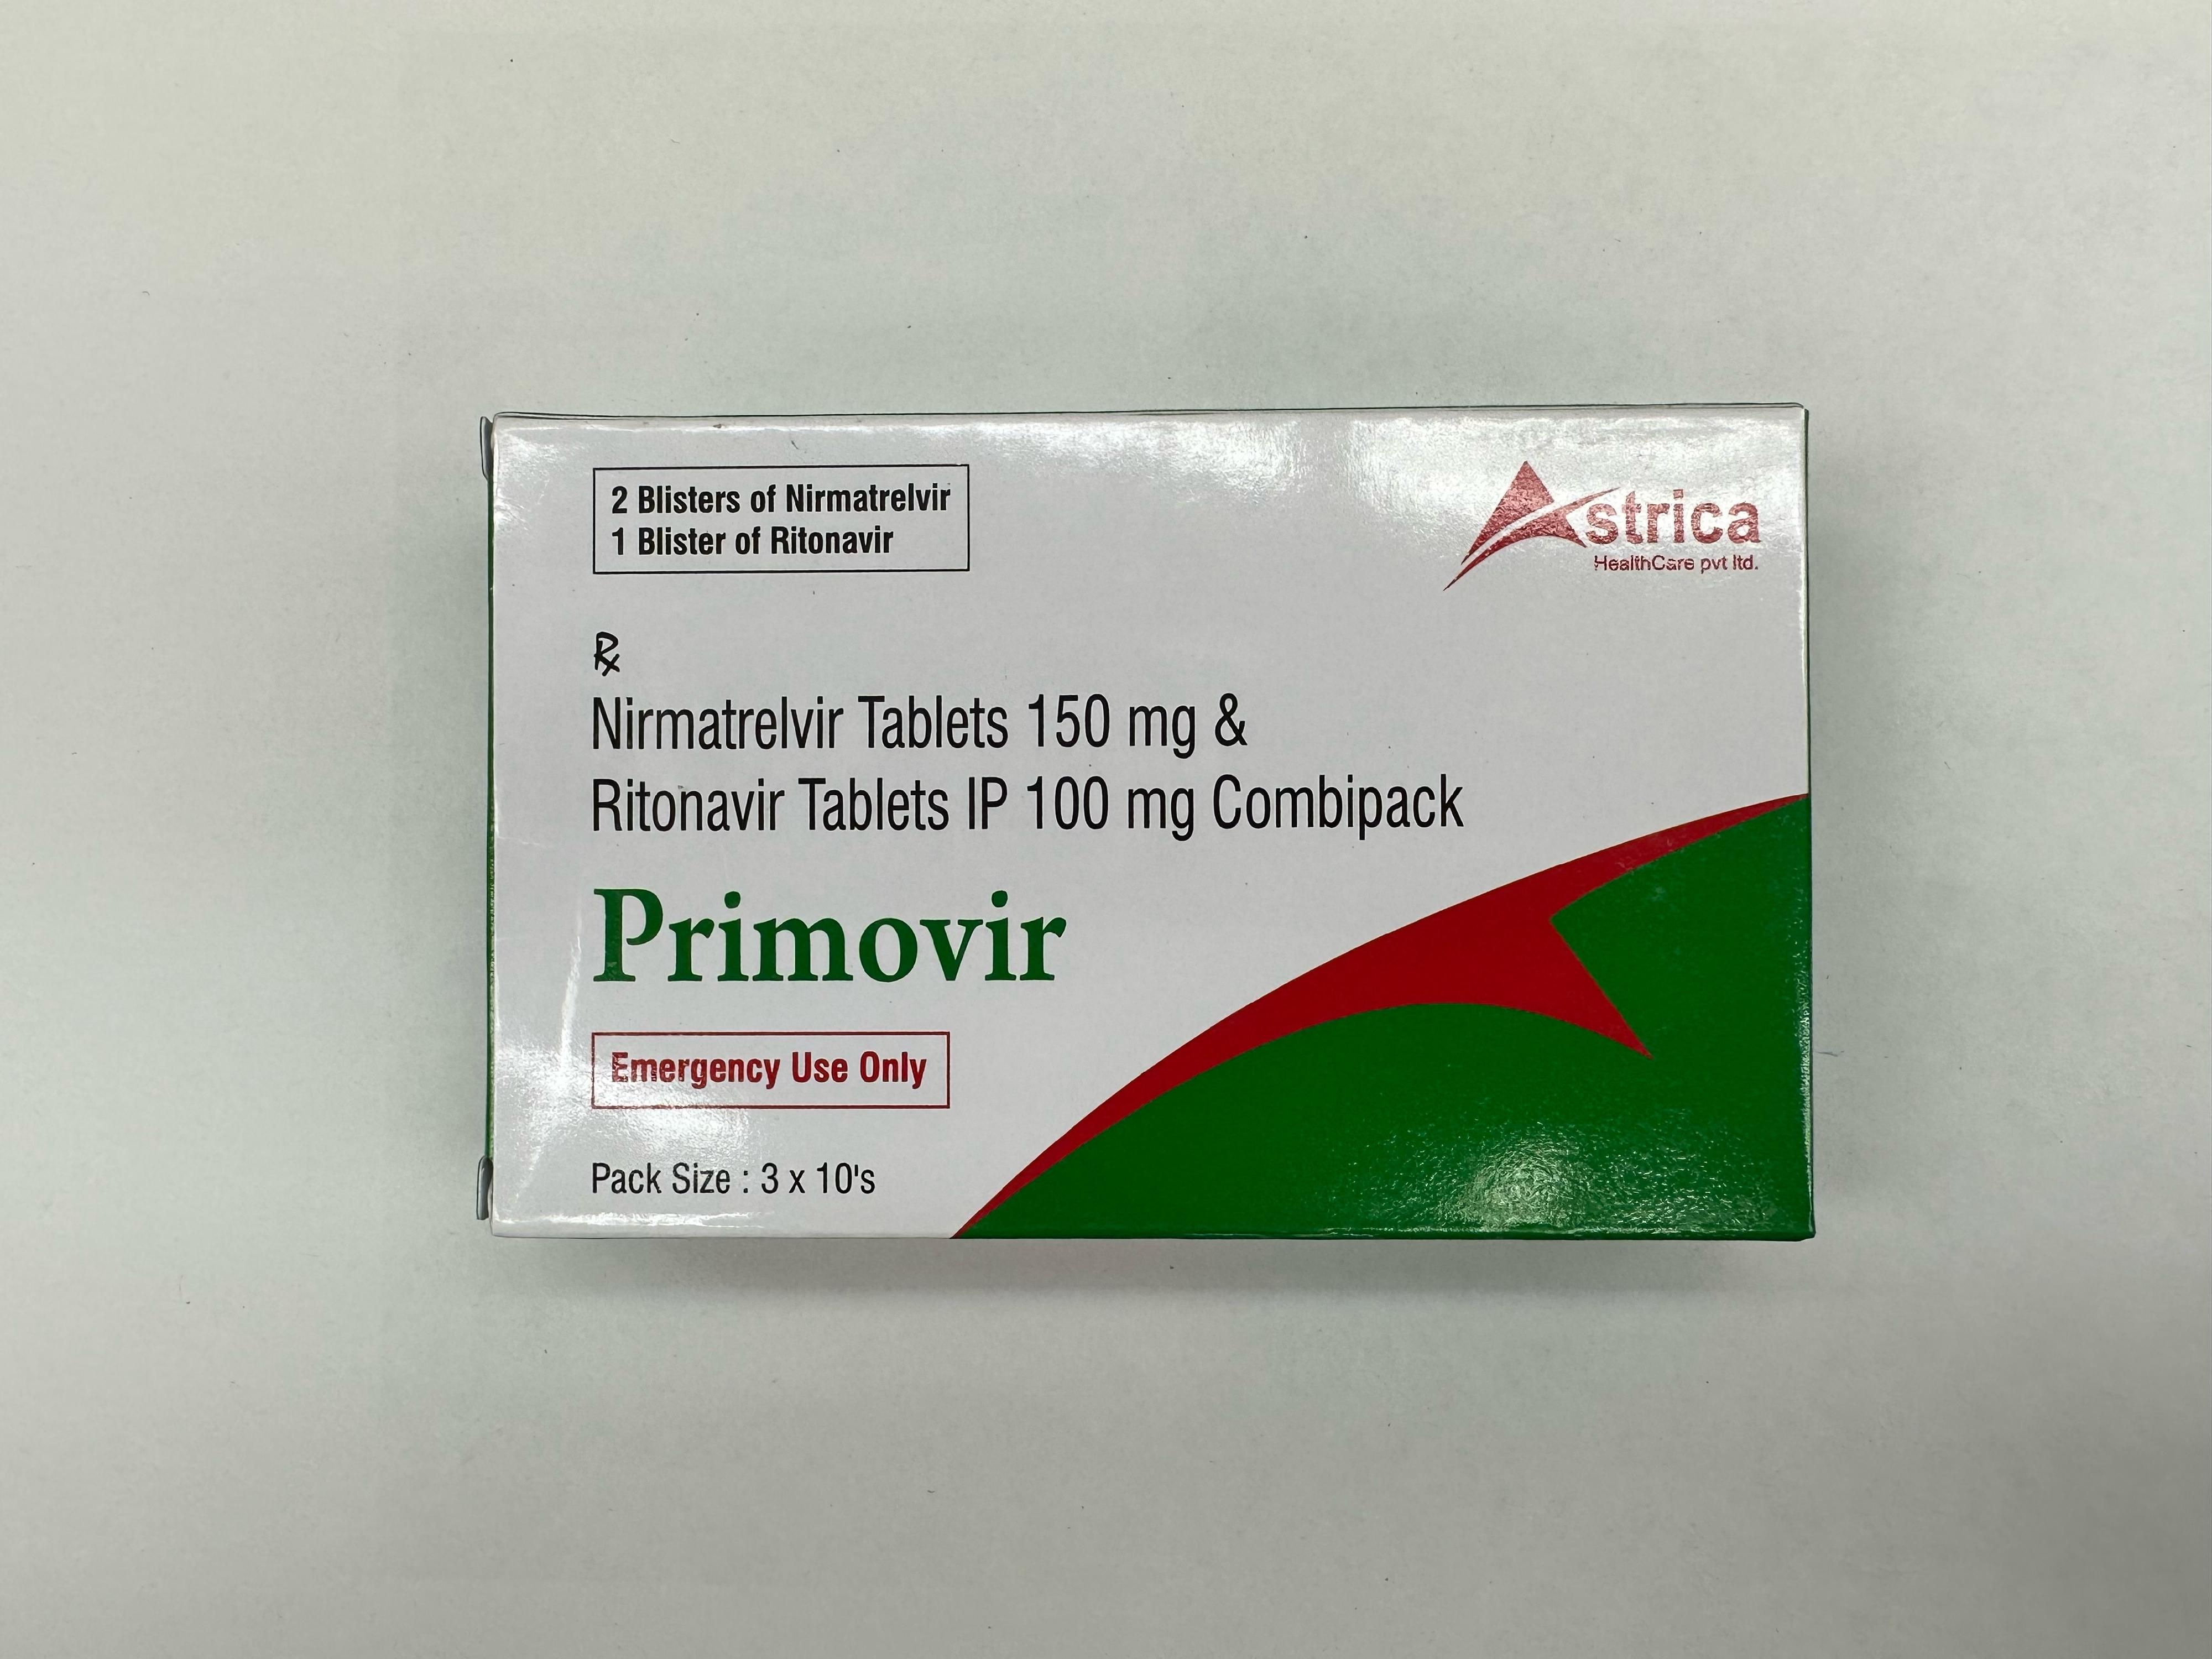 2 Blisters of Nirmatrelvir
1 Blister of Ritonavir
Astrica
HealthCare pvt ltd.
℞
Nirmatrelvir Tablets 150 mg &
Ritonavir Tablets IP 100 mg Combipack
Primovir
Emergency Use Only
Pack Size : 3 x 10's